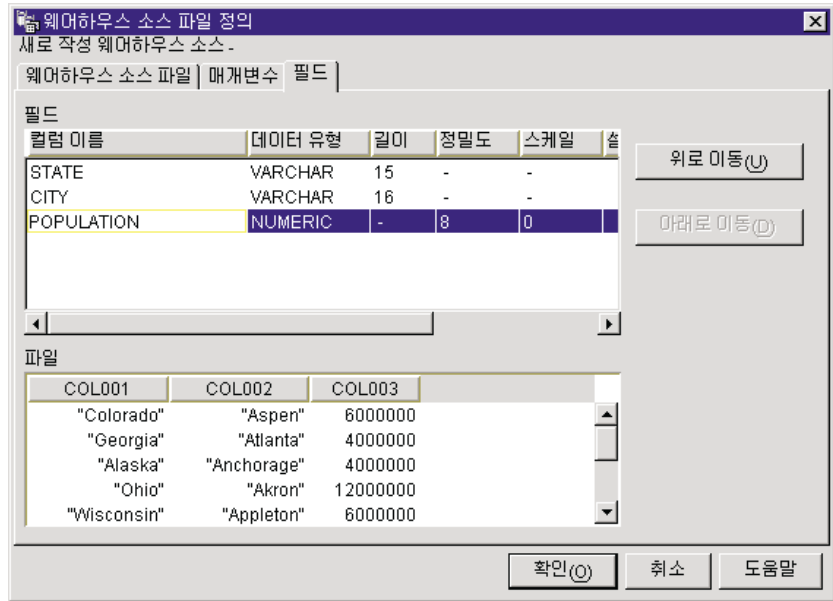 웨어하우스 소스 파일 정의
새로 작성 웨어하우스 소스 -
웨어하우스 소스 파일 매개변수 필드
필드
컬럼 이름 데이터 유형 길이 정밀도 스케일
STATE VARCHAR 15 - -
CITY VARCHAR 16 - -
POPULATION NUMERIC - 8 0
위로 이동(U)
아래로 이동(D)
파일
COL001 COL002 COL003
"Colorado" "Aspen" 6000000
"Georgia" "Atlanta" 4000000
"Alaska" "Anchorage" 4000000
"Ohio" "Akron" 12000000
"Wisconsin" "Appleton" 6000000
확인(O) 취소 도움말